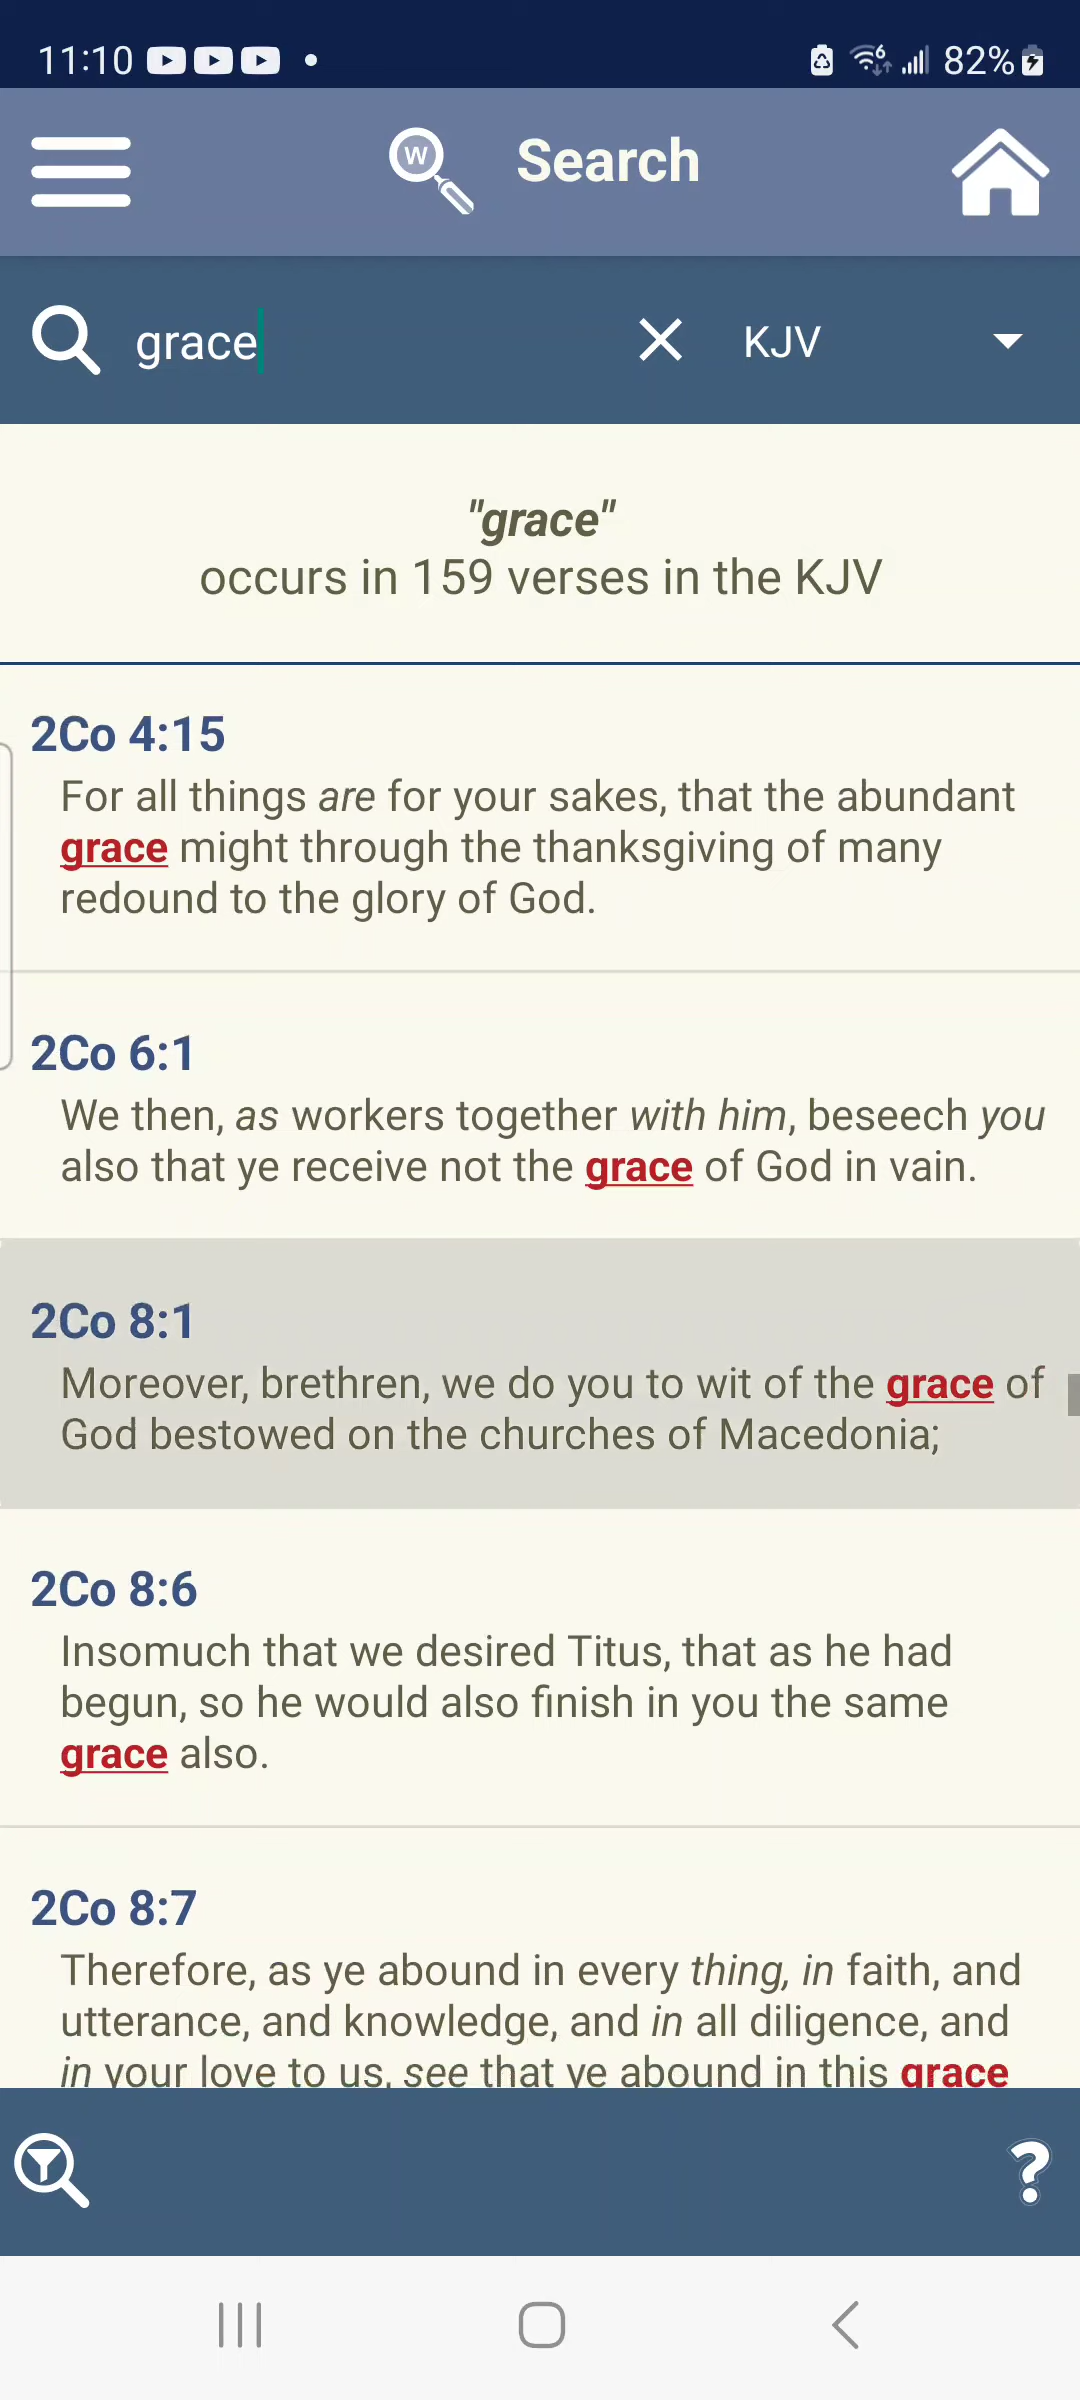 11:10
6
82%
W
Search
grace
KJV
"grace"
occurs in 159 verses in the KJV
2Co 4:15
For all things are for your sakes, that the abundant
grace might through the thanksgiving of many
redound to the glory of God.
2Co 6:1
We then, as workers together with him, beseech you
also that ye receive not the grace of God in vain.
2Co 8:1
Moreover, brethren, we do you to wit of the grace of
God bestowed on the churches of Macedonia;
2Co 8:6
Insomuch that we desired Titus, that as he had
begun, so he would also finish in you the same
grace also.
2Co 8:7
Therefore, as ye abound in every thing, in faith, and
utterance, and knowledge, and in all diligence, and
in your love to us, see that ye abound in this grace
?